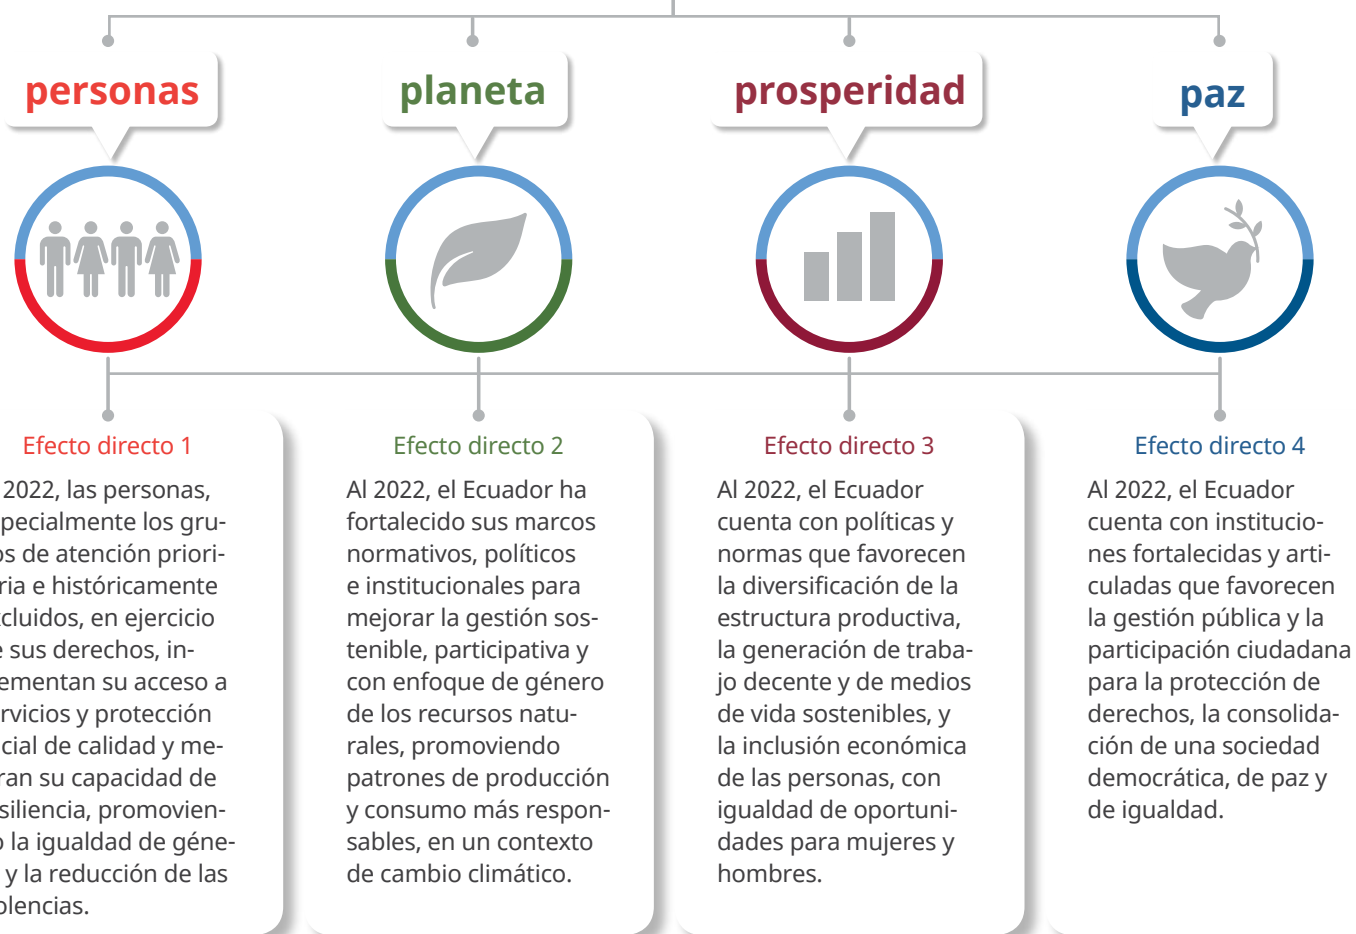 personas
planeta
prosperidad
paz
Efecto directo 1
2022, las personas,
pecialmente los gru-
os de atención priori-
ria e históricamente
cluidos, en ejercicio
e sus derechos, in-
ementan su acceso a
rvicios y protección
cial de calidad y me-
ran su capacidad de
siliencia, promovien-
o la igualdad de géne-
y la reducción de las
olencias.
Efecto directo 2
Al 2022, el Ecuador ha
fortalecido sus marcos
normativos, políticos
e institucionales para
mejorar la gestión sos-
tenible, participativa y
con enfoque de género
de los recursos natu-
rales, promoviendo
patrones de producción
y consumo más respon-
sables, en un contexto
de cambio climático.
Efecto directo 3
Al 2022, el Ecuador
cuenta con políticas y
normas que favorecen
la diversificación de la
estructura productiva,
la generación de traba-
jo decente y de medios
de vida sostenibles, y
la inclusión económica
de las personas, con
igualdad de oportuni-
dades para mujeres y
hombres.
Efecto directo 4
Al 2022, el Ecuador
cuenta con institucio-
nes fortalecidas y arti-
culadas que favorecen
la gestión pública y la
participación ciudadana
para la protección de
derechos, la consolida-
ción de una sociedad
democrática, de paz y
de igualdad.